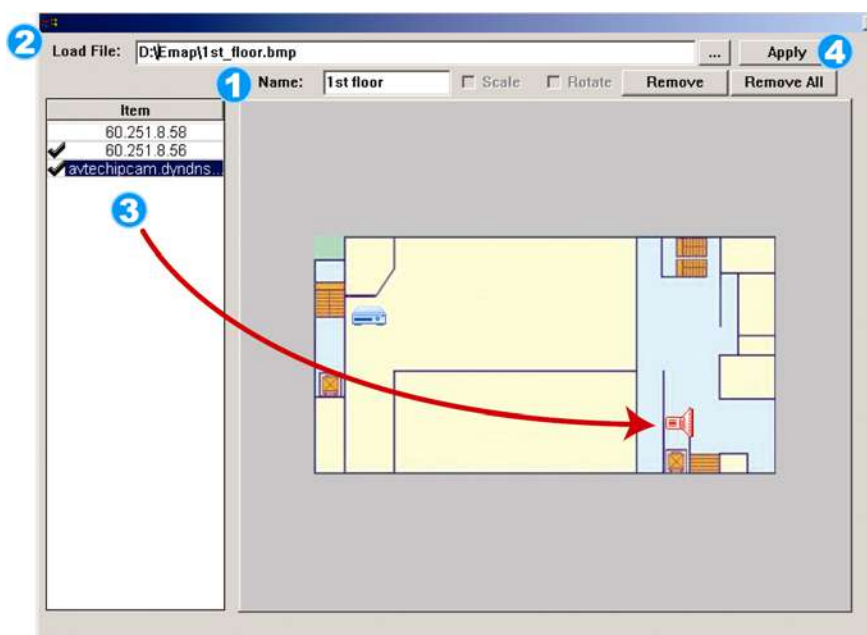 2 Load File: D:\Emap\1st_floor.bmp ... Apply 4
1 Name: 1st floor Scale Rotate Remove Remove All
Item
60.251.8.58
60.251.8.56
avtechipcam.dyndns...
3